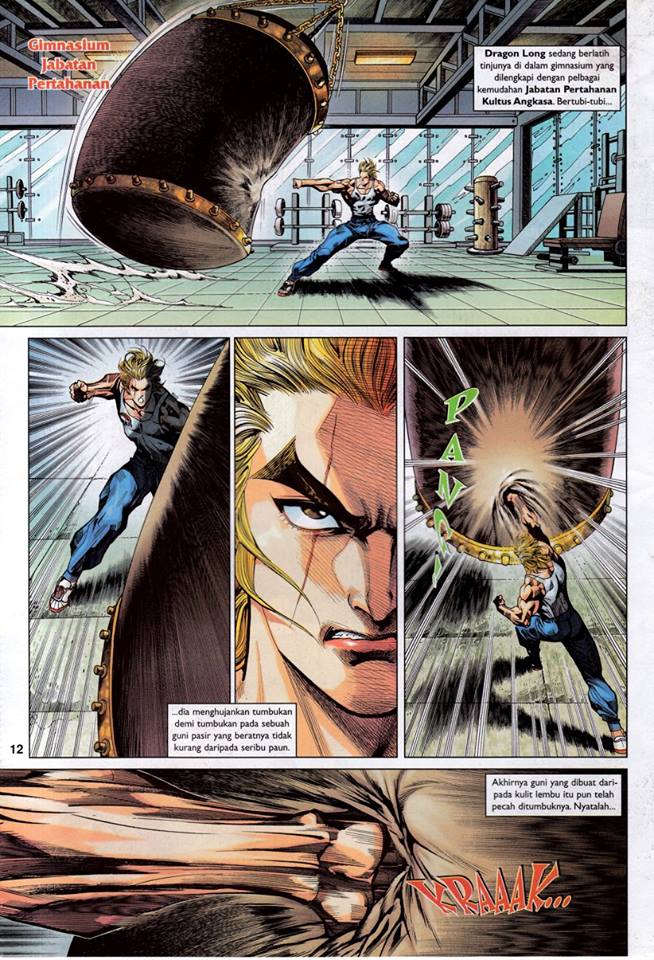 Gimnasium
Jabatan
Pertahanan
Dragon Long sedang berlatih
tinjunya di dalam gimnasium yang
dilengkapi dengan pelbagai
kemudahan Jabatan Pertahanan
Kultus Angkasa. Bertubi-tubi...
PANG!
...dia menghujankan tumbukan
demi tumbukan pada sebuah
guni pasir yang beratnya tidak
kurang daripada seribu paun.
12
Akhirnya guni yang dibuat dari-
pada kulit lembu itu pun telah
pecah ditumbuknya. Nyatalah...
KRAAAK...